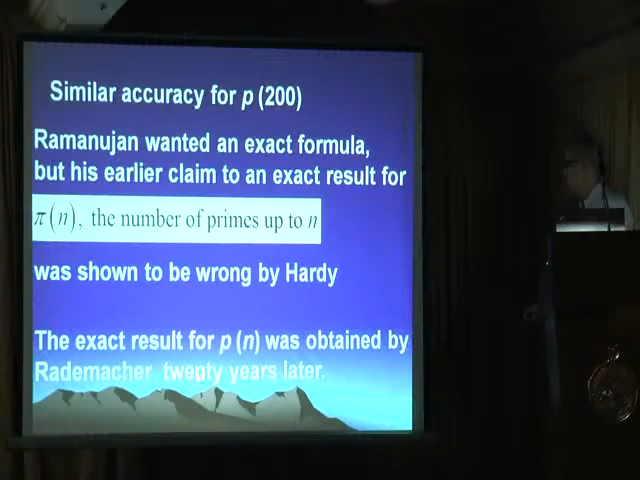 Similar accuracy for p (200)
Ramanujan wanted an exact formula,
but his earlier claim to an exact result for
π(n), the number of primes up to n
was shown to be wrong by Hardy
The exact result for p (n) was obtained by
Rademacher twenty years later.